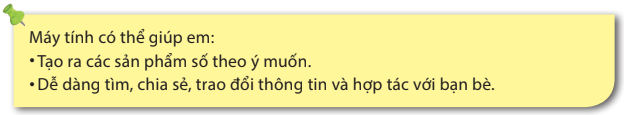 Máy tính có thể giúp em:
•Tạo ra các sản phẩm số theo ý muốn.
•Dễ dàng tìm, chia sẻ, trao đổi thông tin và hợp tác với bạn bè.